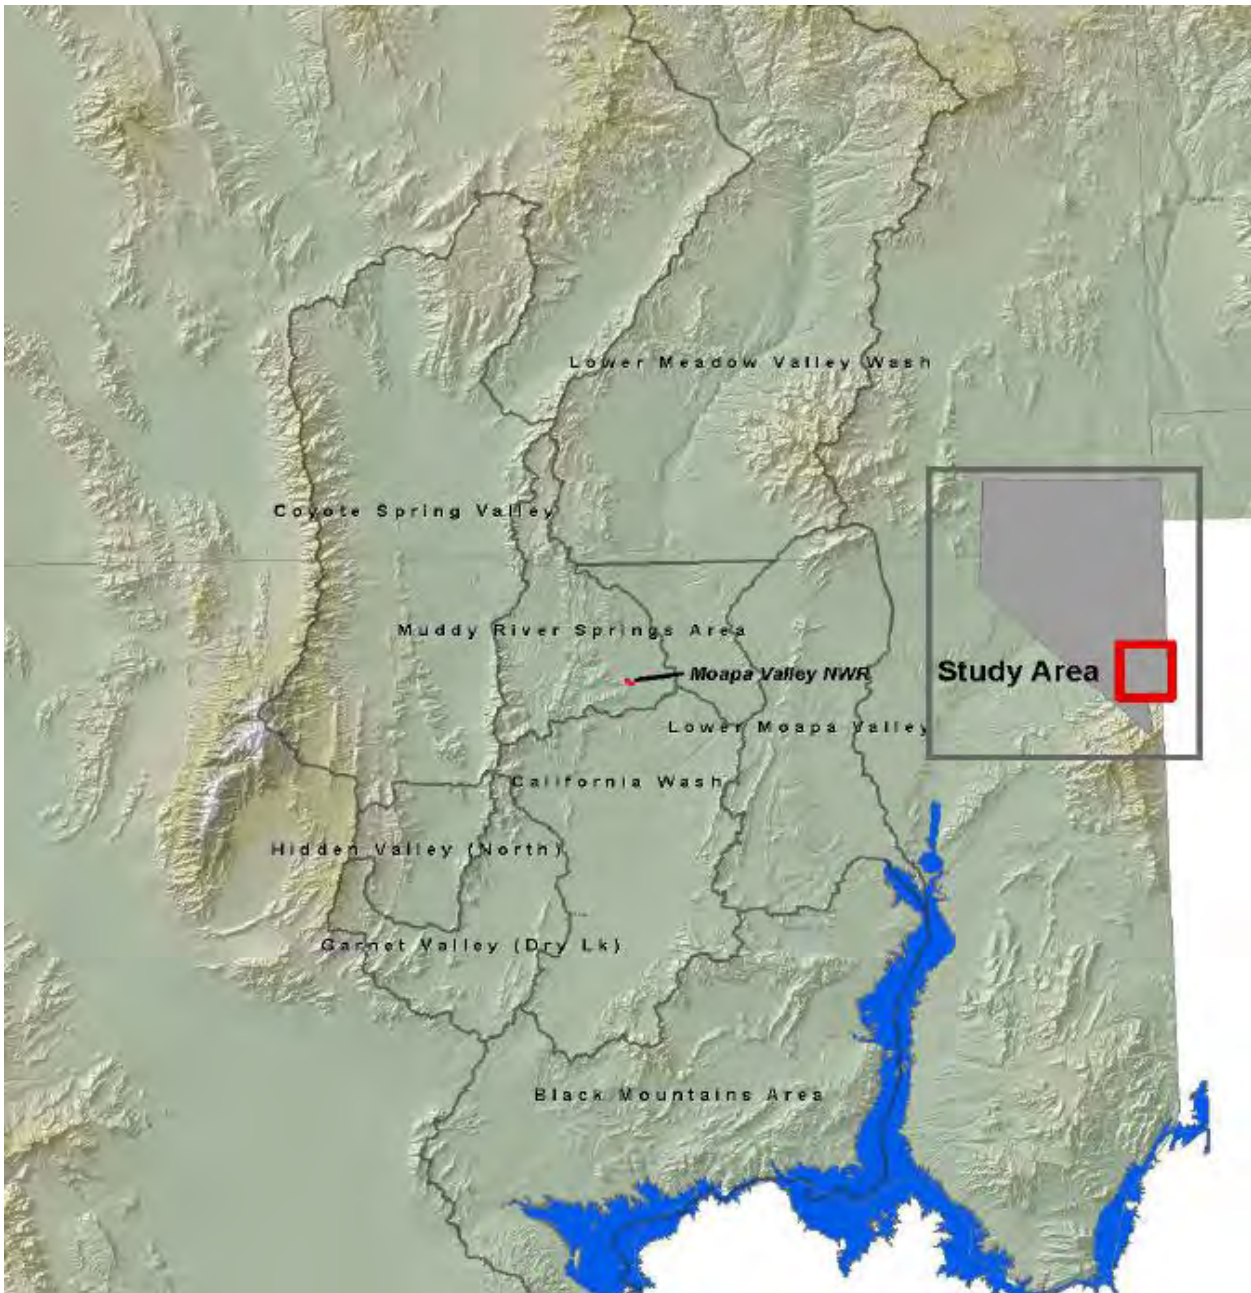 Lower Meadow Valley Wash
Coyote Spring Valley
Muddy River Springs Area
Moapa Valley NWR
Study Area
Lower Moapa Valley
California Wash
Hidden Valley (North)
Garnet Valley (Dry Lk)
Black Mountains Area